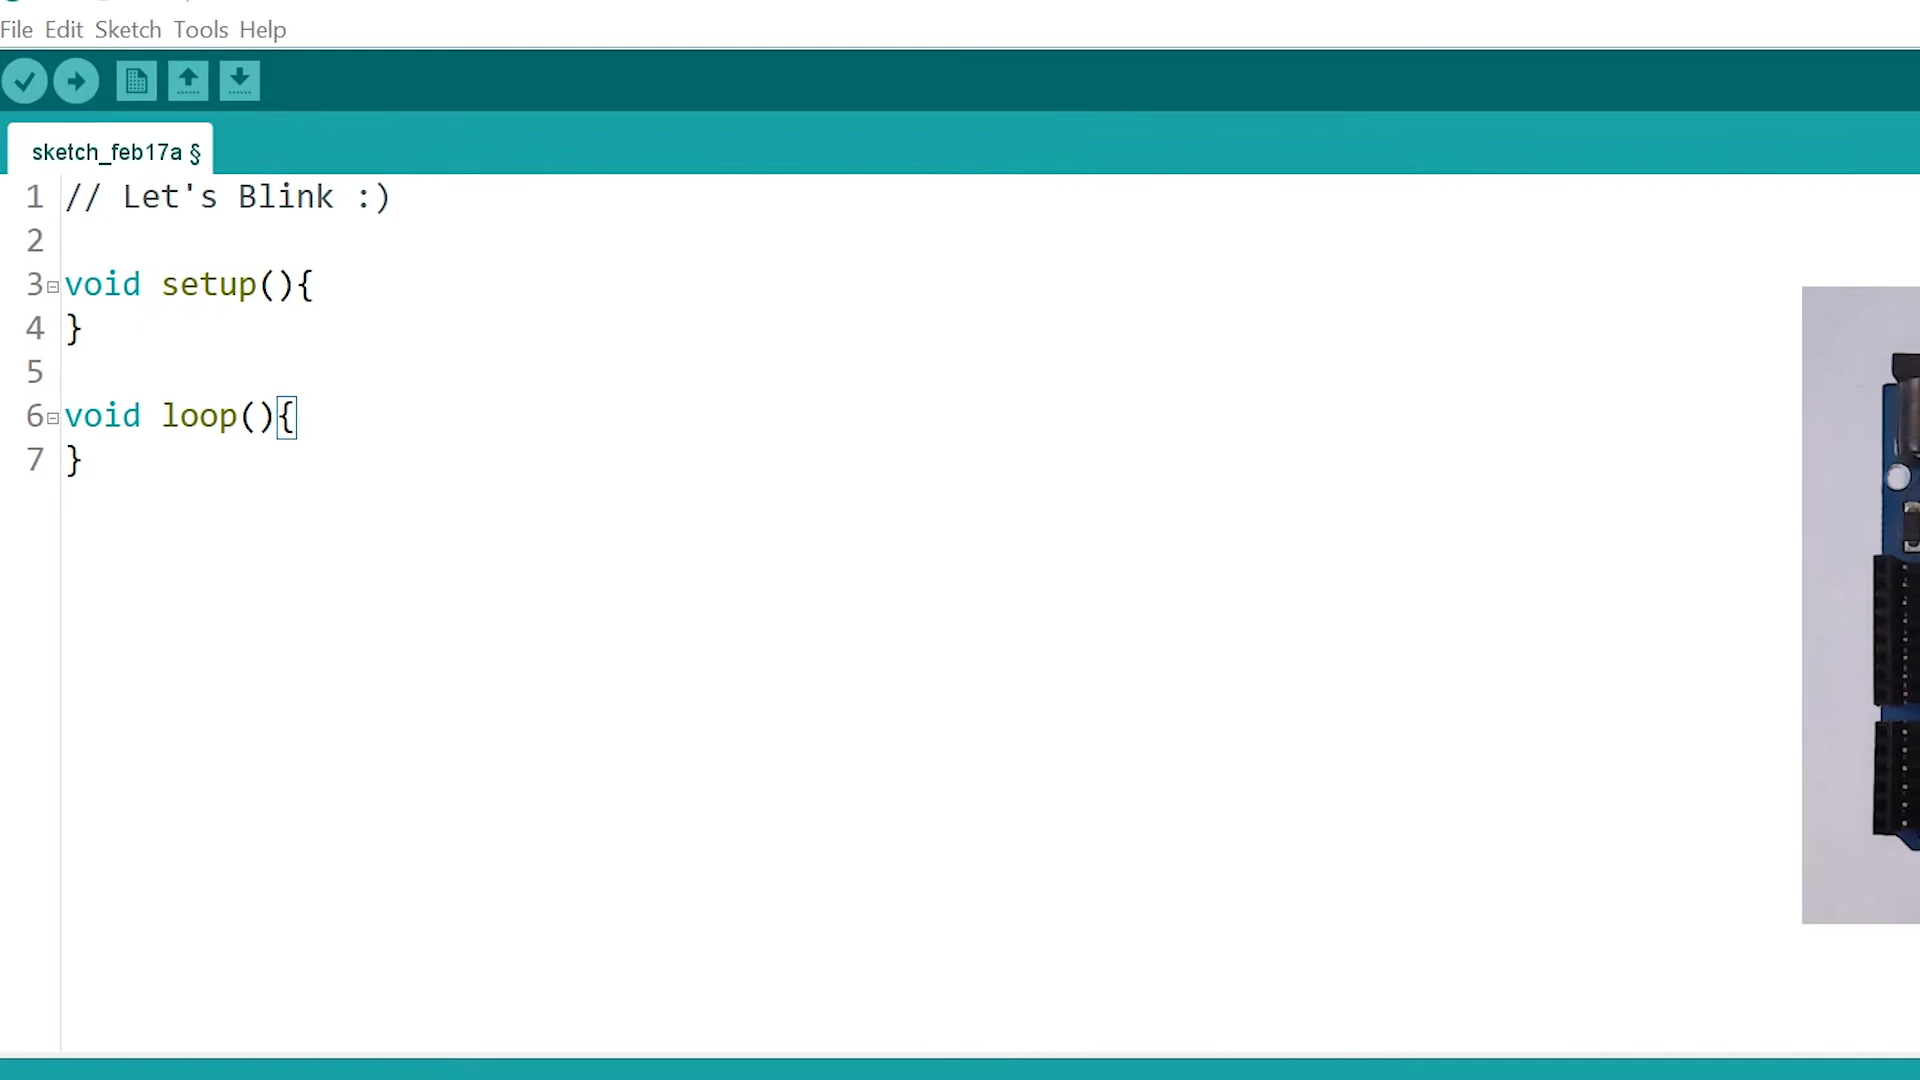 File Edit Sketch Tools Help
sketch_feb17a §
1 // Let's Blink :)
2
3 void setup(){
4 }
5
6 void loop(){
7 }